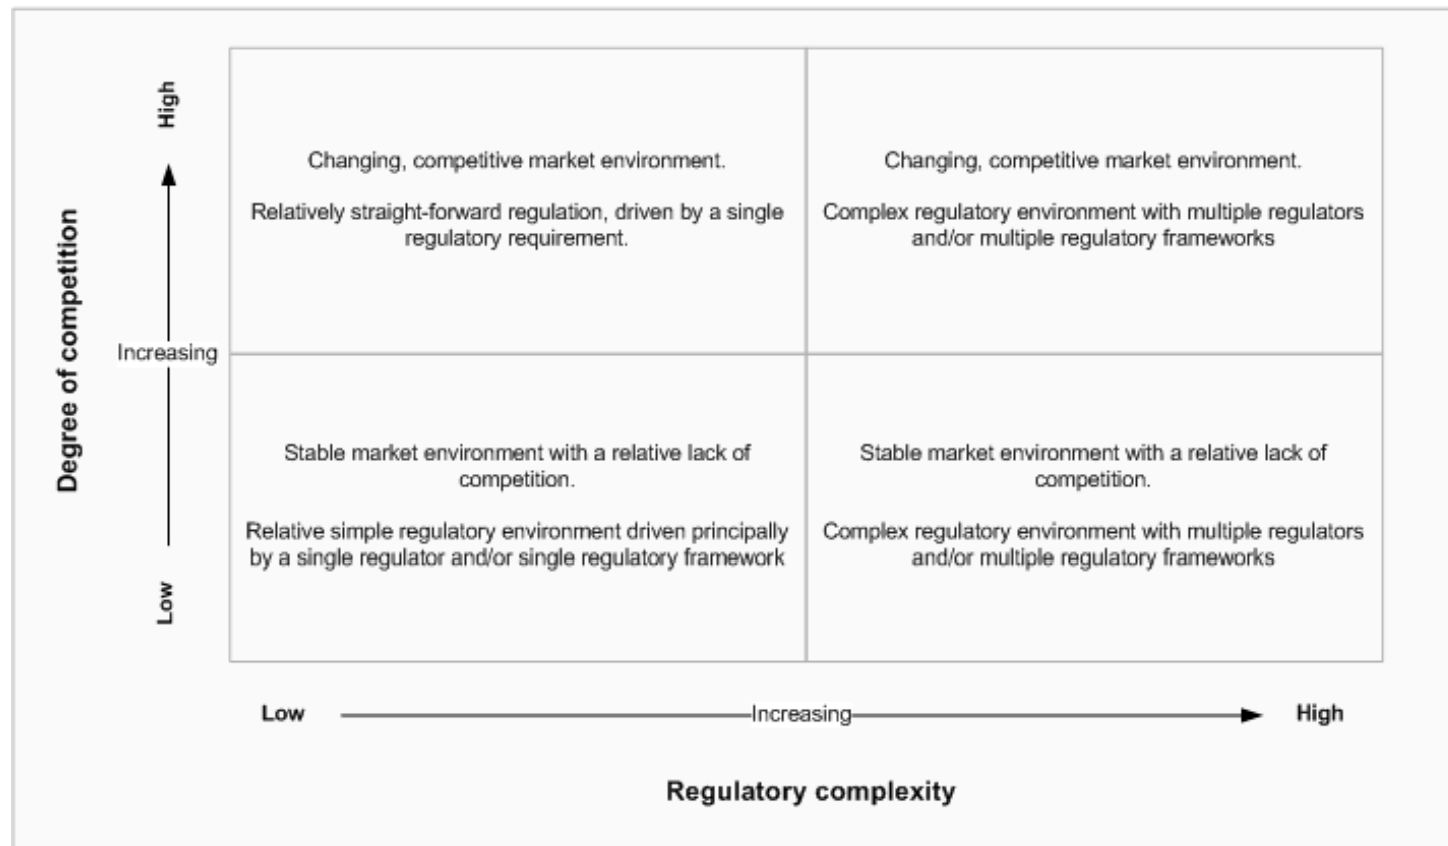 High
Changing, competitive market environment.
Relatively straight-forward regulation, driven by a single
regulatory requirement.
Changing, competitive market environment.
Complex regulatory environment with multiple regulators
and/or multiple regulatory frameworks
Degree of competition
Increasing
Stable market environment with a relative lack of
competition.
Relative simple regulatory environment driven principally
by a single regulator and/or single regulatory framework
Stable market environment with a relative lack of
competition.
Complex regulatory environment with multiple regulators
and/or multiple regulatory frameworks
Low
Low
Increasing
High
Regulatory complexity